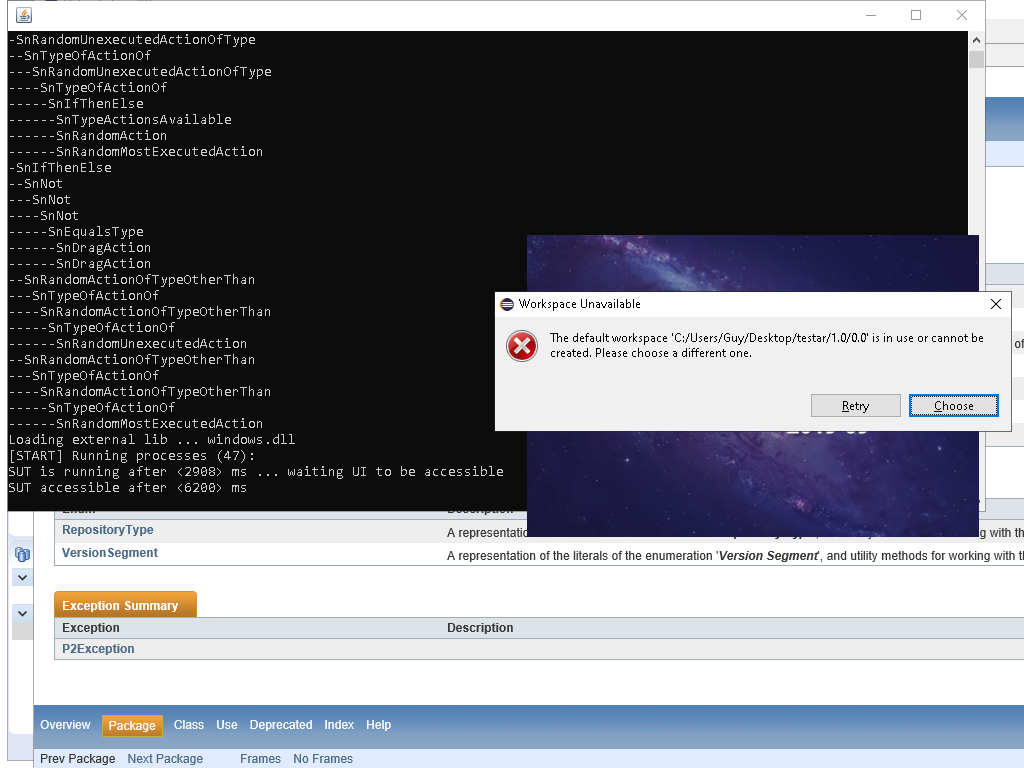 -SnRandomUnexecutedActionOfType
--SnTypeOfActionOf
---SnRandomUnexecutedActionOfType
----SnTypeOfActionOf
-----SnIfThenElse
------SnTypeActionsAvailable
------SnRandomAction
------SnRandomMostExecutedAction
-SnIfThenElse
--SnNot
---SnNot
----SnNot
-----SnEqualsType
------SnDragAction
------SnDragAction
--SnRandomActionOfTypeOtherThan
---SnTypeOfActionOf
----SnRandomActionOfTypeOtherThan
-----SnTypeOfActionOf
------SnRandomUnexecutedAction
--SnRandomActionOfTypeOtherThan
---SnTypeOfActionOf
----SnRandomActionOfTypeOtherThan
-----SnTypeOfActionOf
------SnRandomMostExecutedAction
Loading external lib ... windows.dll
[START] Running processes (47):
SUT is running after <2908> ms ... waiting UI to be accessible
SUT accessible after <6200> ms
Workspace Unavailable
The default workspace 'C:/Users/Guy/Desktop/testar/1.0/0.0' is in use or cannot be
created. Please choose a different one.
Retry Choose
of
Enum Description
RepositoryType A representation
g with th
VersionSegment A representation of the literals of the enumeration 'Version Segment', and utility methods for working with th
Exception Summary
Exception Description
P2Exception
Overview Package Class Use Deprecated Index Help
Prev Package Next Package Frames No Frames